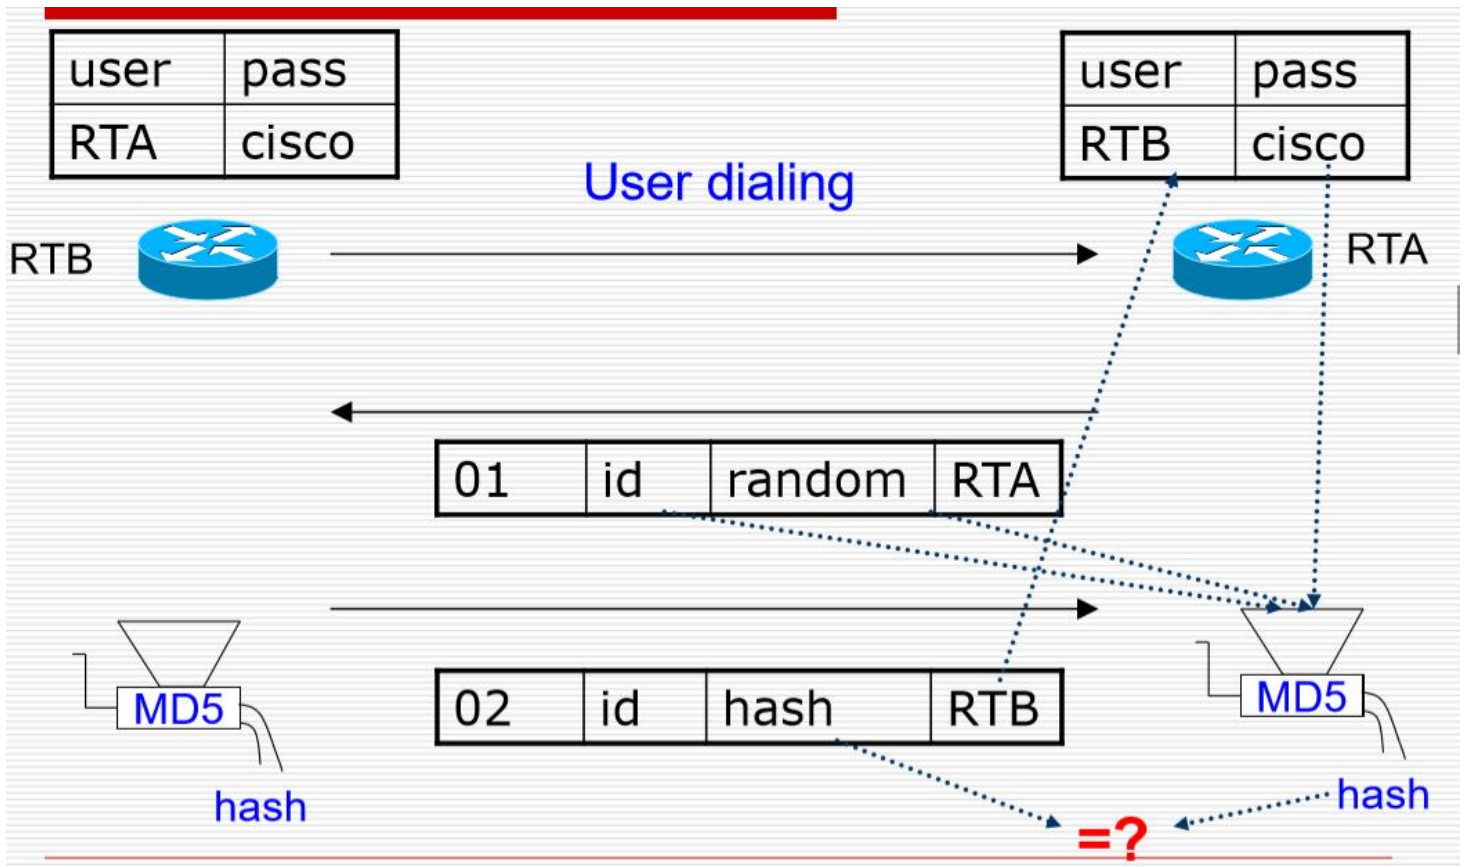 user pass
RTA cisco
user pass
RTB cisco
User dialing
RTB
RTA
01 id random RTA
02 id hash RTB
MD5
MD5
hash
hash
=?